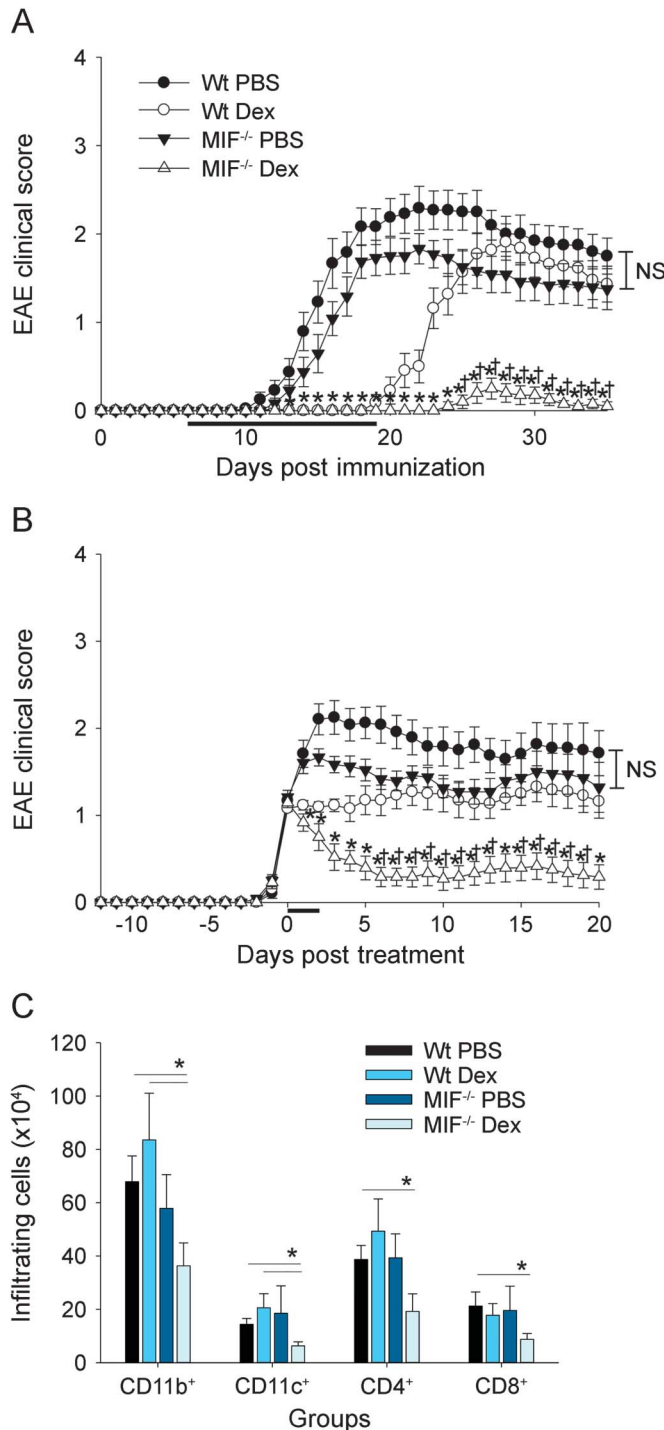 A
4
3
2
1
0
EAE clinical score
Wt PBS
Wt Dex
MIF-/- PBS
MIF-/- Dex
NS
0 10 20 30
Days post immunization
B
4
3
2
1
0
EAE clinical score
NS
-10 -5 0 5 10 15 20
Days post treatment
C
120
100
80
60
40
20
0
Infiltrating cells (x10⁴)
Wt PBS
Wt Dex
MIF-/- PBS
MIF-/- Dex
* * * *
CD11b⁺ CD11c⁺ CD4⁺ CD8⁺
Groups